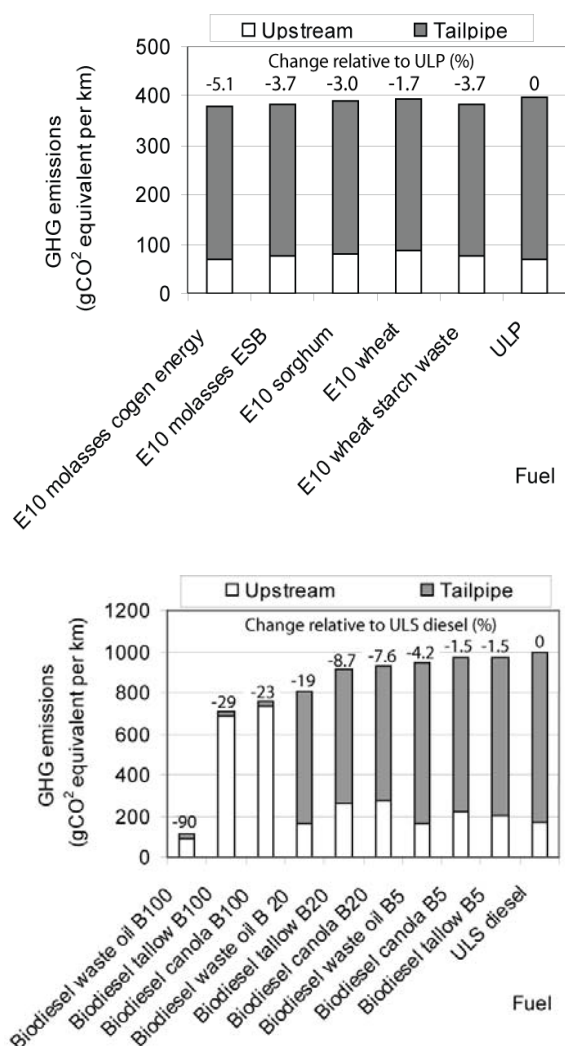 Upstream Tailpipe
Change relative to ULP (%)
500
400
300
200
100
0
-5.1 -3.7 -3.0 -1.7 -3.7 0
GHG emissions
(gCO² equivalent per km)
E10 molasses cogen energy
E10 molasses ESB
E10 sorghum
E10 wheat
E10 wheat starch waste
ULP
Fuel
Upstream Tailpipe
Change relative to ULS diesel (%)
1200
1000
800
600
400
200
0
-90 -29 -23 -19 -8.7 -7.6 -4.2 -1.5 -1.5 0
GHG emissions
(gCO² equivalent per km)
Biodiesel waste oil B100
Biodiesel tallow B100
Biodiesel canola B100
Biodiesel waste oil B 20
Biodiesel tallow B20
Biodiesel canola B20
Biodiesel waste oil B5
Biodiesel canola B5
Biodiesel tallow B5
ULS diesel
Fuel